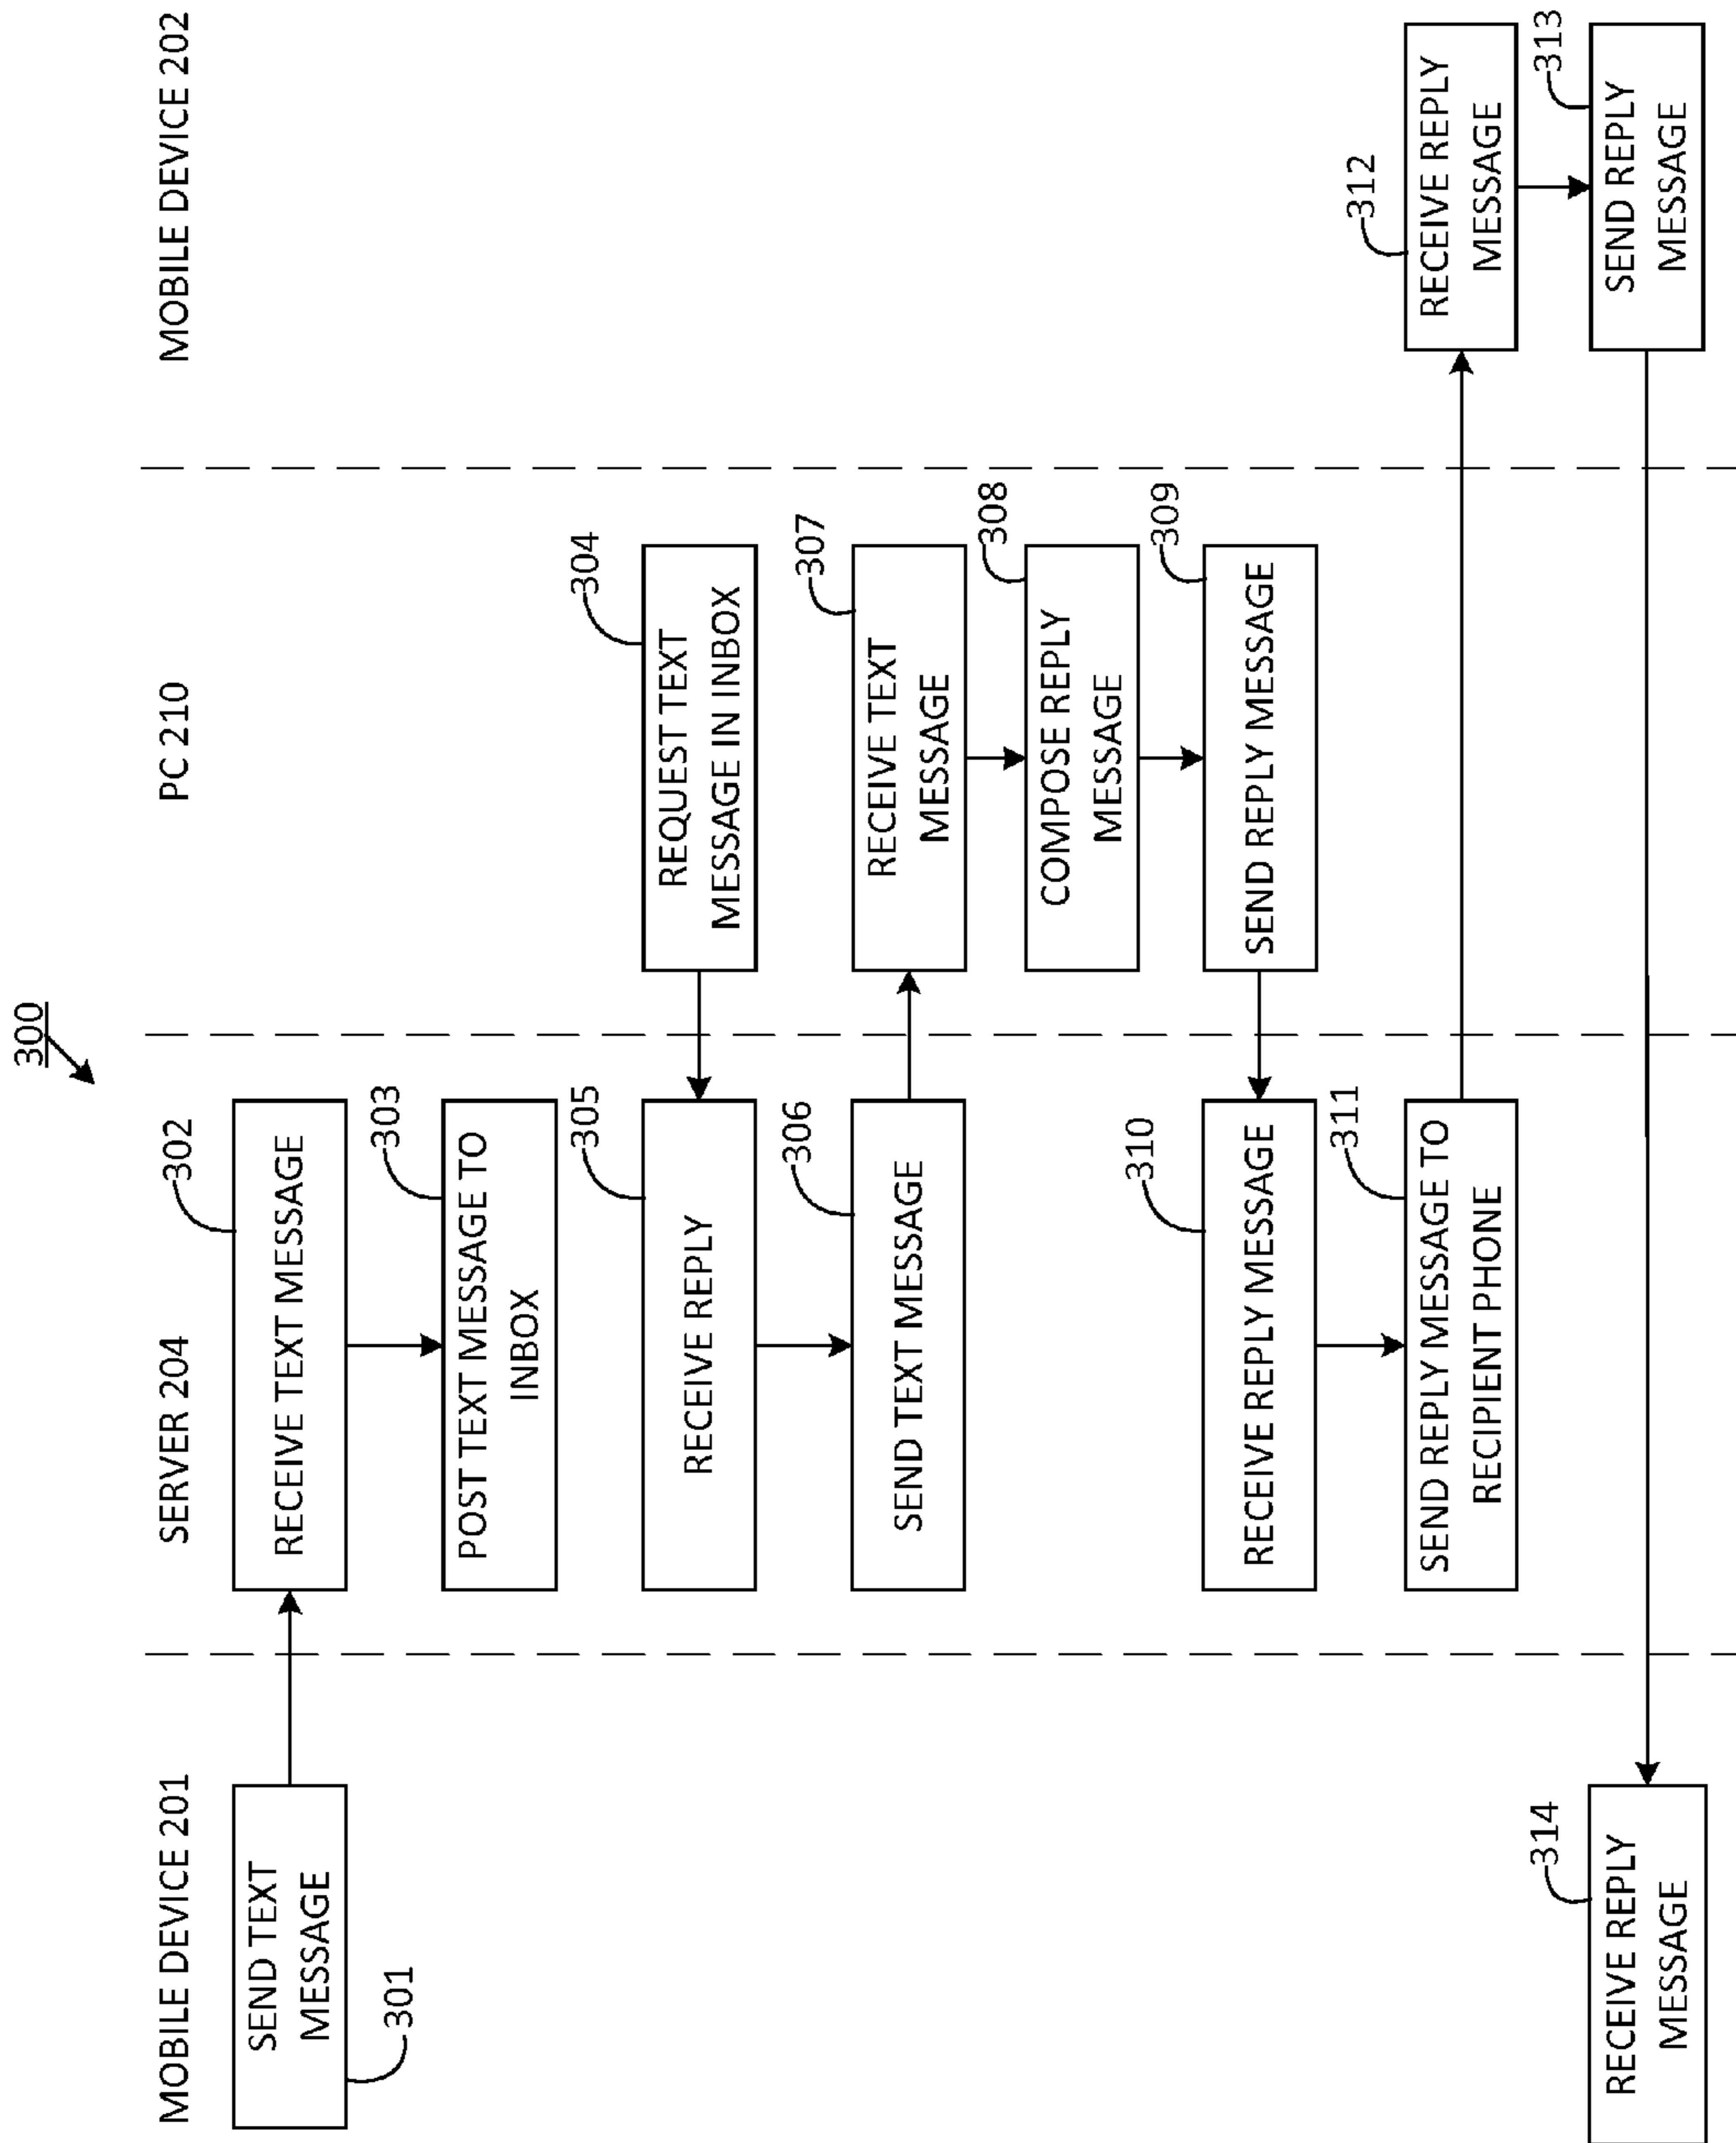 300
MOBILE DEVICE 201
SERVER 204
PC 210
MOBILE DEVICE 202
SEND TEXT
MESSAGE
301
302
RECEIVE TEXT MESSAGE
303
POST TEXT MESSAGE TO
INBOX
304
REQUEST TEXT
MESSAGE IN INBOX
305
RECEIVE REPLY
306
SEND TEXT MESSAGE
307
RECEIVE TEXT
MESSAGE
308
COMPOSE REPLY
MESSAGE
309
SEND REPLY MESSAGE
310
RECEIVE REPLY MESSAGE
311
SEND REPLY MESSAGE TO
RECIPIENT PHONE
312
RECEIVE REPLY
MESSAGE
313
SEND REPLY
MESSAGE
314
RECEIVE REPLY
MESSAGE